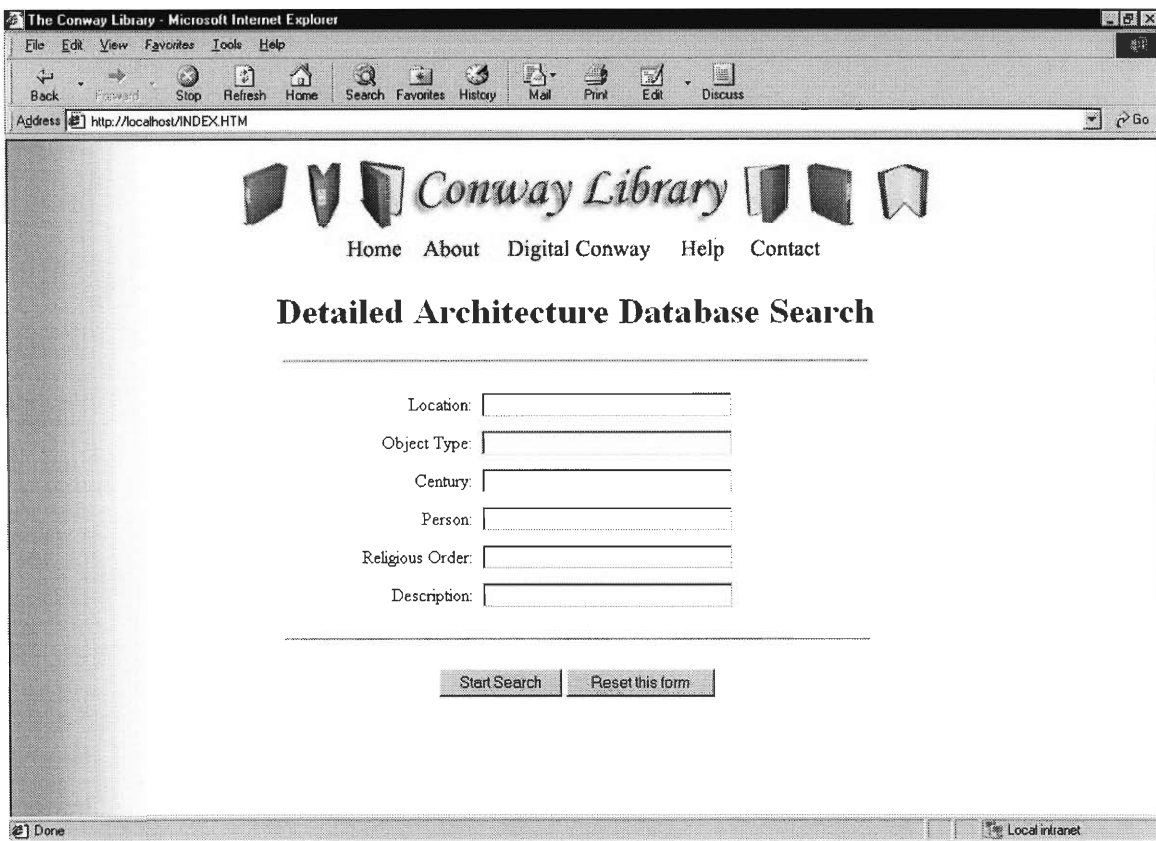 The Conway Library - Microsoft Internet Explorer
File Edit View Favorites Tools Help
Back Forward Stop Refresh Home Search Favorites History Mail Print Edit Discuss
Address http://localhost/INDEX.HTM Go
Conway Library
Home About Digital Conway Help Contact
Detailed Architecture Database Search
Location:
Object Type:
Century:
Person:
Religious Order:
Description:
Start Search Reset this form
Done Local intranet